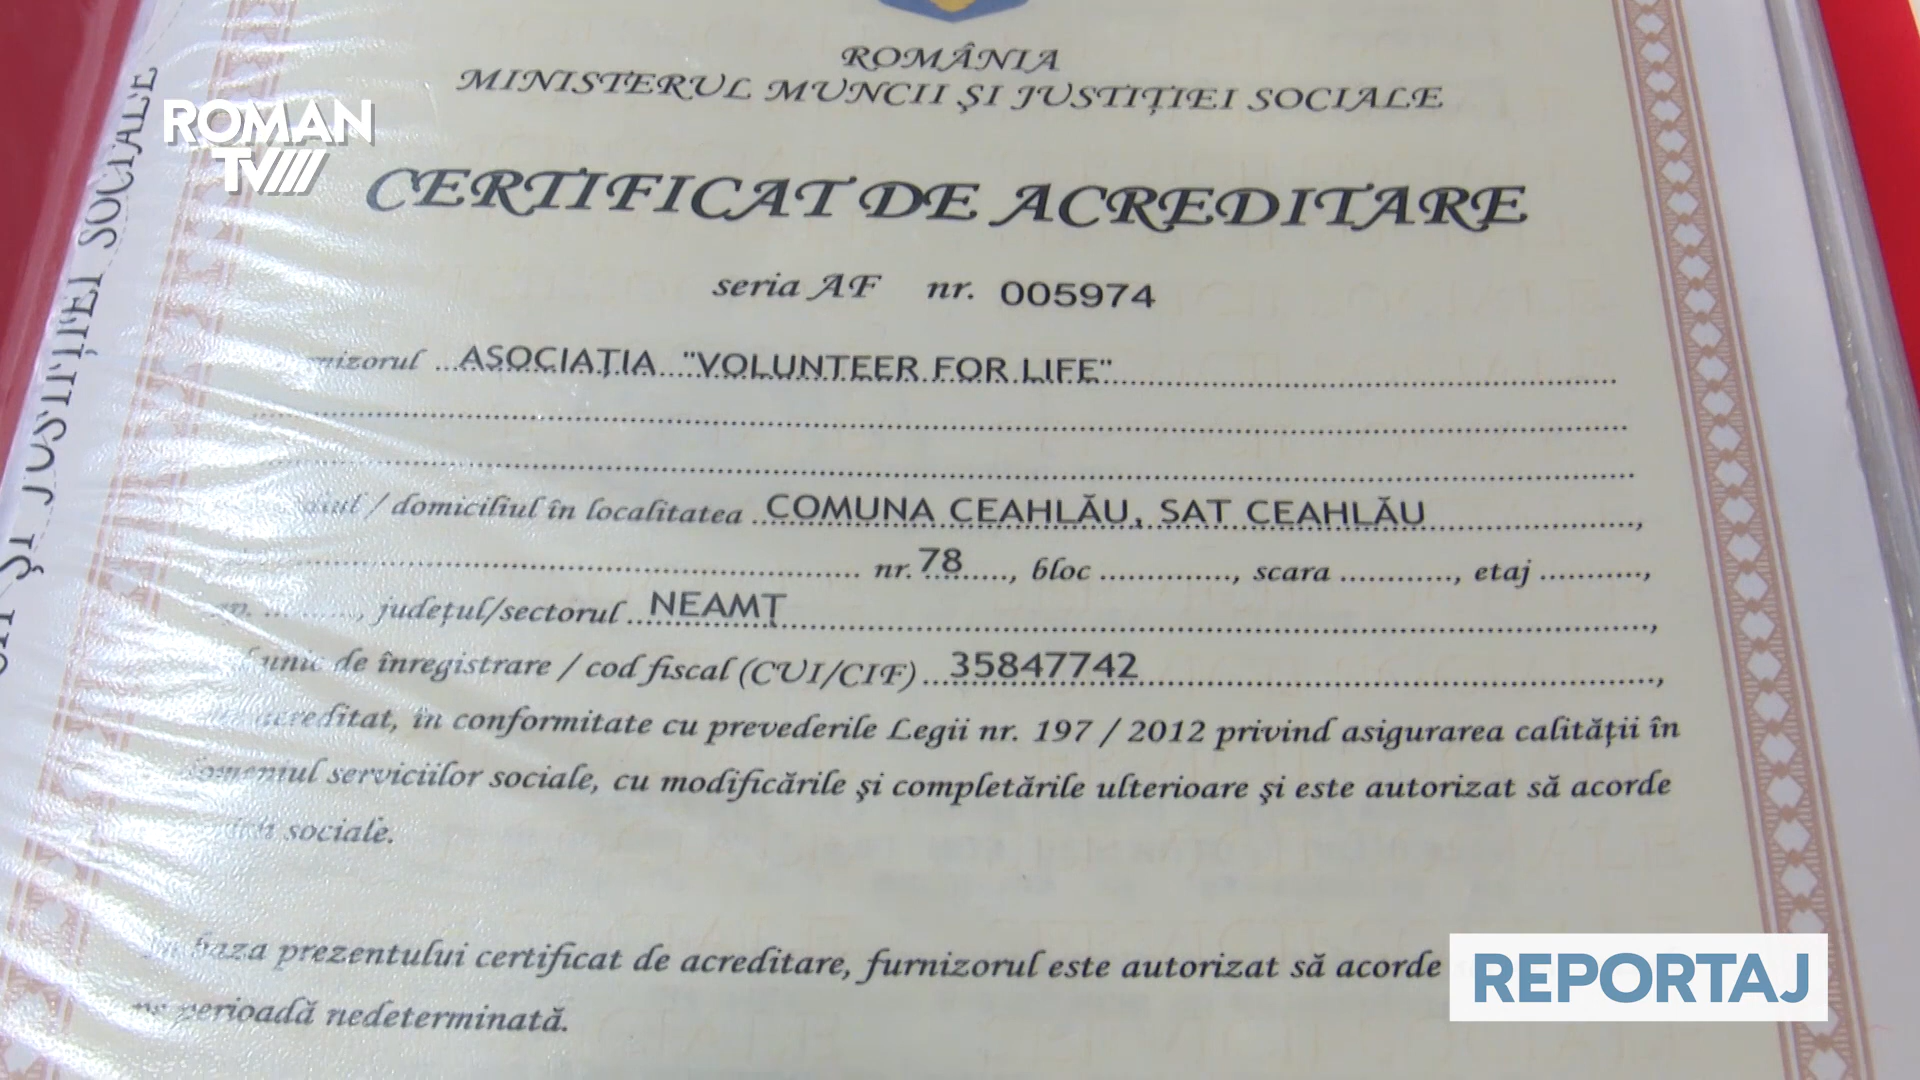 ROMÂNIA
MINISTERUL MUNCII ŞI JUSTIŢIEI SOCIALE
ROMAN
TV
CERTIFICAT DE ACREDITARE
seria AF nr. 005974
ASOCIAŢIA "VOLUNTEER FOR LIFE"
/ domiciliul în localitatea COMUNA CEAHLĂU, SAT CEAHLĂU,
nr. 78, bloc, scara, etaj,
judeţul/sectorul NEAMŢ,
unic de înregistrare / cod fiscal (CUI/CIF) 35847742,
acreditat, în conformitate cu prevederile Legii nr. 197 / 2012 privind asigurarea calităţii în
serviciilor sociale, cu modificările şi completările ulterioare şi este autorizat să acorde
sociale.
baza prezentului certificat de acreditare, furnizorul este autorizat să acorde
perioadă nedeterminată.
ŞI JUSTIŢIEI SOCIALE
REPORTAJ